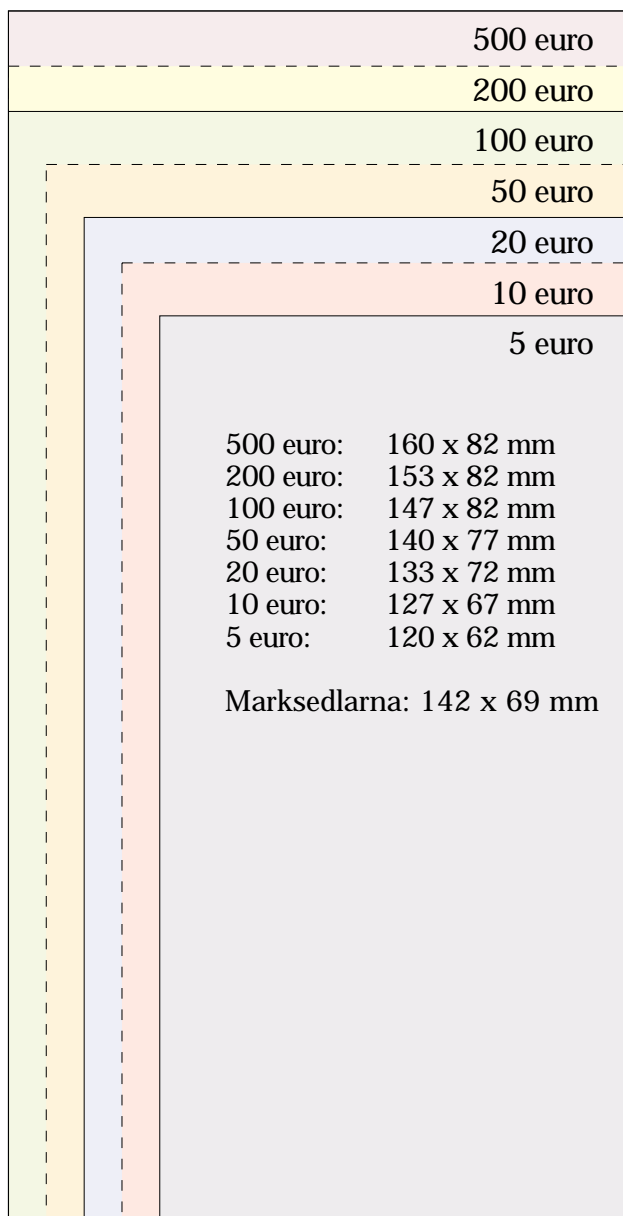 500 euro
200 euro
100 euro
50 euro
20 euro
10 euro
5 euro
500 euro: 160 x 82 mm
200 euro: 153 x 82 mm
100 euro: 147 x 82 mm
50 euro: 140 x 77 mm
20 euro: 133 x 72 mm
10 euro: 127 x 67 mm
5 euro: 120 x 62 mm
Marksedlarna: 142 x 69 mm